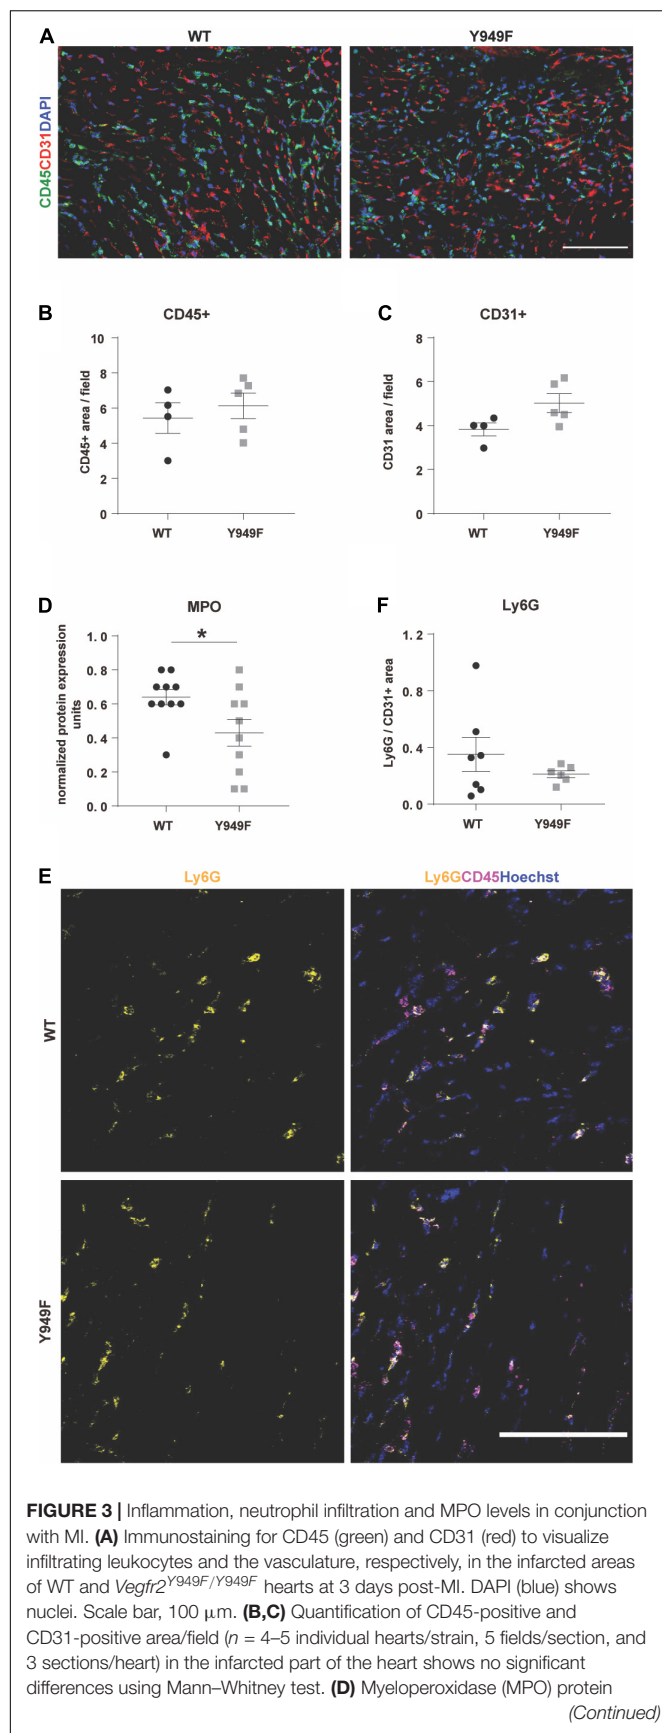 A
WT
Y949F
CD45CD31DAPI
B
CD45+
CD45+ area / field
10
8
6
4
2
0
WT
Y949F
C
CD31+
CD31 area / field
8
6
4
2
0
WT
Y949F
D
MPO
normalized protein expression
units
1.0
0.8
0.6
0.4
0.2
0.0
*
WT
Y949F
F
Ly6G
Ly6G / CD31+ area
1.2
0.8
0.4
0.0
WT
Y949F
E
Ly6G
Ly6GCD45Hoechst
WT
Y949F
FIGURE 3 | Inflammation, neutrophil infiltration and MPO levels in conjunction
with MI. (A) Immunostaining for CD45 (green) and CD31 (red) to visualize
infiltrating leukocytes and the vasculature, respectively, in the infarcted areas
of WT and Vegfr2Y949F/Y949F hearts at 3 days post-MI. DAPI (blue) shows
nuclei. Scale bar, 100 μm. (B,C) Quantification of CD45-positive and
CD31-positive area/field (n = 4–5 individual hearts/strain, 5 fields/section, and
3 sections/heart) in the infarcted part of the heart shows no significant
differences using Mann–Whitney test. (D) Myeloperoxidase (MPO) protein
(Continued)